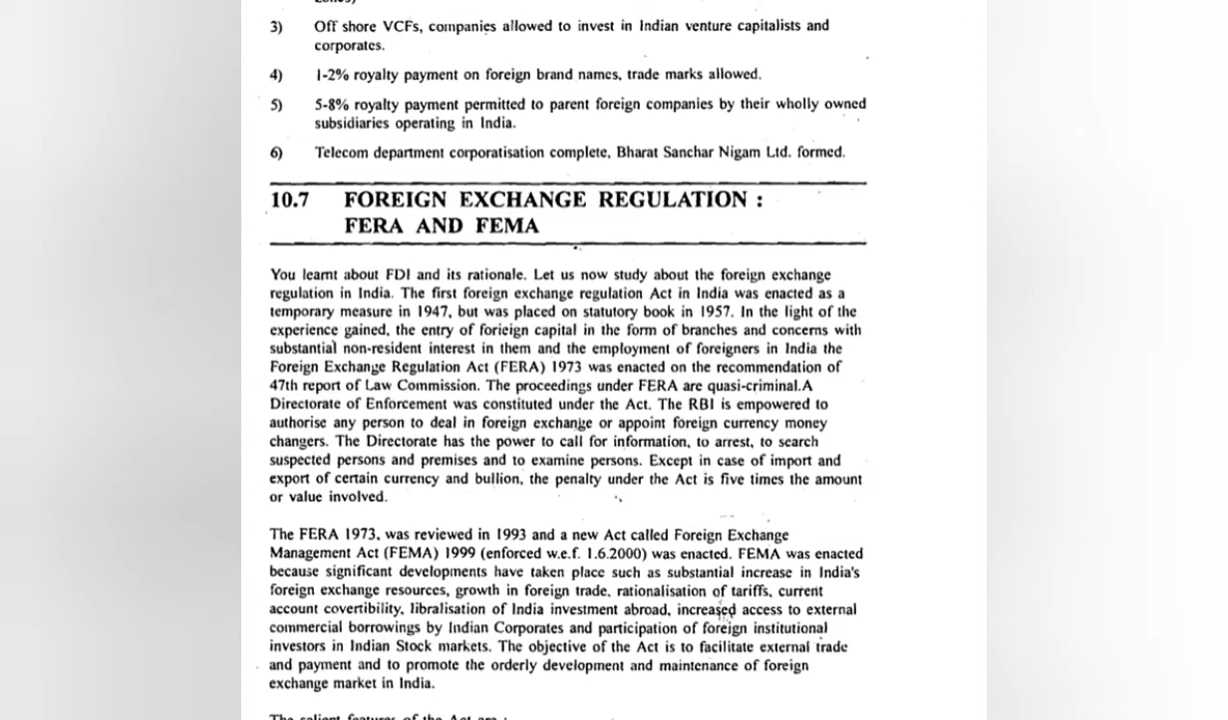 3) Off shore VCFs, companies allowed to invest in Indian venture capitalists and
corporates.
4) 1-2% royalty payment on foreign brand names, trade marks allowed.
5) 5-8% royalty payment permitted to parent foreign companies by their wholly owned
subsidiaries operating in India.
6) Telecom department corporatisation complete, Bharat Sanchar Nigam Ltd. formed.
10.7 FOREIGN EXCHANGE REGULATION :
FERA AND FEMA
You learnt about FDI and its rationale. Let us now study about the foreign exchange
regulation in India. The first foreign exchange regulation Act in India was enacted as a
temporary measure in 1947, but was placed on statutory book in 1957. In the light of the
experience gained, the entry of forieign capital in the form of branches and concerns with
substantial non-resident interest in them and the employment of foreigners in India the
Foreign Exchange Regulation Act (FERA) 1973 was enacted on the recommendation of
47th report of Law Commission. The proceedings under FERA are quasi-criminal.A
Directorate of Enforcement was constituted under the Act. The RBI is empowered to
authorise any person to deal in foreign exchange or appoint foreign currency money
changers. The Directorate has the power to call for information, to arrest, to search
suspected persons and premises and to examine persons. Except in case of import and
export of certain currency and bullion, the penalty under the Act is five times the amount
or value involved.
The FERA 1973, was reviewed in 1993 and a new Act called Foreign Exchange
Management Act (FEMA) 1999 (enforced w.e.f. 1.6.2000) was enacted. FEMA was enacted
because significant developments have taken place such as substantial increase in India's
foreign exchange resources, growth in foreign trade, rationalisation of tariffs, current
account covertibility, libralisation of India investment abroad, increased access to external
commercial borrowings by Indian Corporates and participation of foreign institutional
investors in Indian Stock markets. The objective of the Act is to facilitate external trade
and payment and to promote the orderly development and maintenance of foreign
exchange market in India.
The salient features of the Act are :